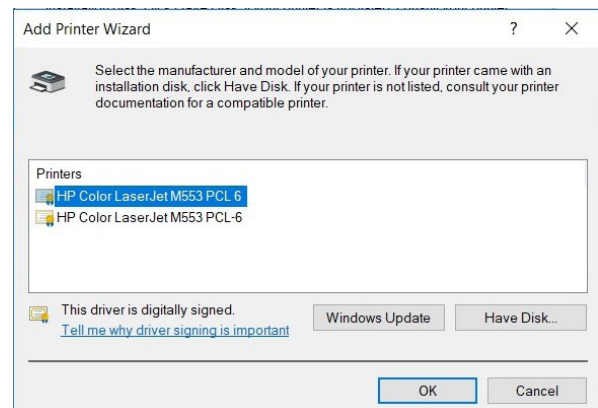 Add Printer Wizard
Select the manufacturer and model of your printer. If your printer came with an
installation disk, click Have Disk. If your printer is not listed, consult your printer
documentation for a compatible printer.
Printers
HP Color LaserJet M553 PCL 6
HP Color LaserJet M553 PCL-6
This driver is digitally signed.
Tell me why driver signing is important
Windows Update
Have Disk...
OK
Cancel